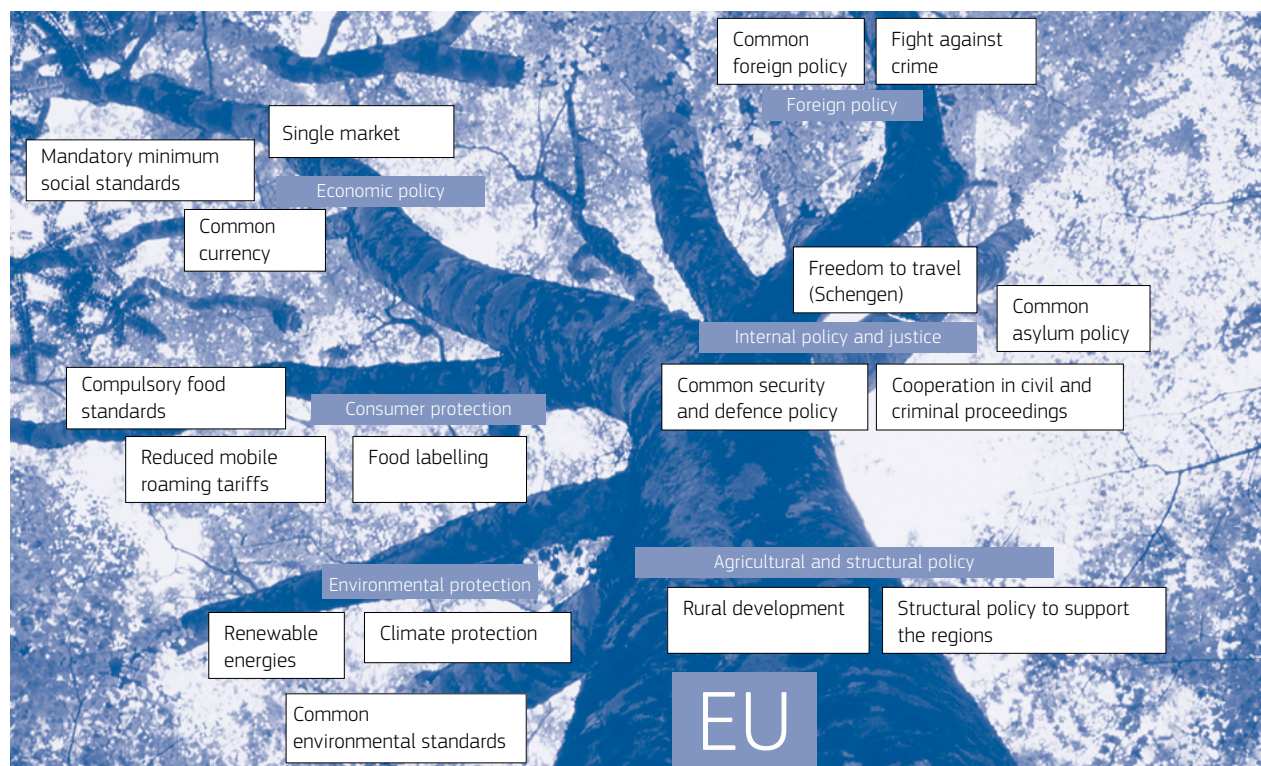 Common
foreign policy
Fight against
crime
Foreign policy
Single market
Mandatory minimum
social standards
Economic policy
Common
currency
Freedom to travel
(Schengen)
Common
asylum policy
Internal policy and justice
Common security
and defence policy
Cooperation in civil and
criminal proceedings
Compulsory food
standards
Consumer protection
Reduced mobile
roaming tariffs
Food labelling
Agricultural and structural policy
Environmental protection
Rural development
Structural policy to support
the regions
Renewable
energies
Climate protection
Common
environmental standards
EU